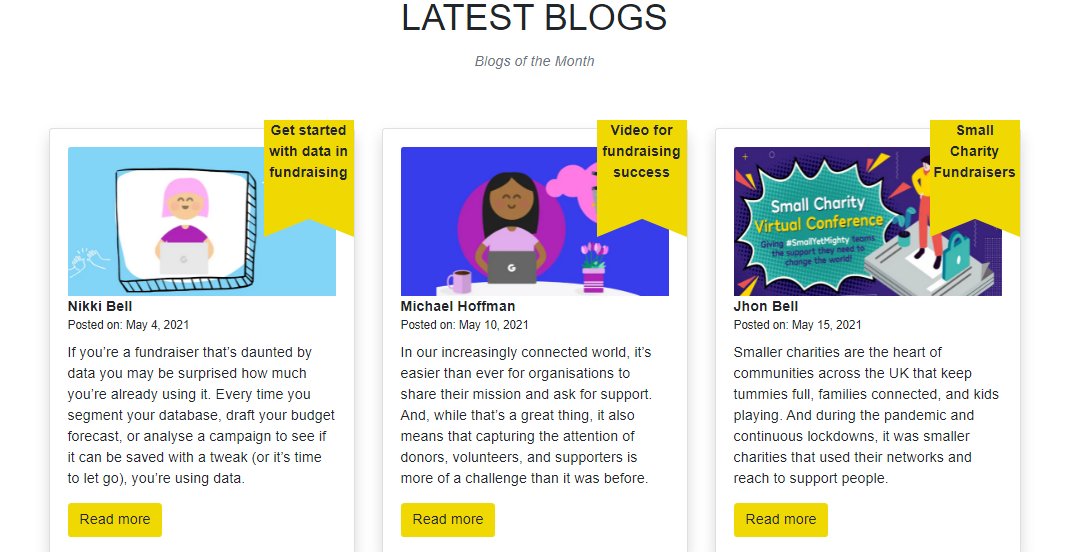 LATEST BLOGS
Blogs of the Month
Get started
with data in
fundraising
Nikki Bell
Posted on: May 4, 2021
If you’re a fundraiser that’s daunted by
data you may be surprised how much
you’re already using it. Every time you
segment your database, draft your budget
forecast, or analyse a campaign to see if
it can be saved with a tweak (or it’s time
to let go), you’re using data.
Read more
Video for
fundraising
success
G
Michael Hoffman
Posted on: May 10, 2021
In our increasingly connected world, it’s
easier than ever for organisations to
share their mission and ask for support.
And, while that’s a great thing, it also
means that capturing the attention of
donors, volunteers, and supporters is
more of a challenge than it was before.
Read more
Small
Charity
Fundraisers
Small Charity
Virtual Conference
Giving #SmallYetMighty teams
the support they need to
change the world!
Jhon Bell
Posted on: May 15, 2021
Smaller charities are the heart of
communities across the UK that keep
tummies full, families connected, and kids
playing. And during the pandemic and
continuous lockdowns, it was smaller
charities that used their networks and
reach to support people.
Read more